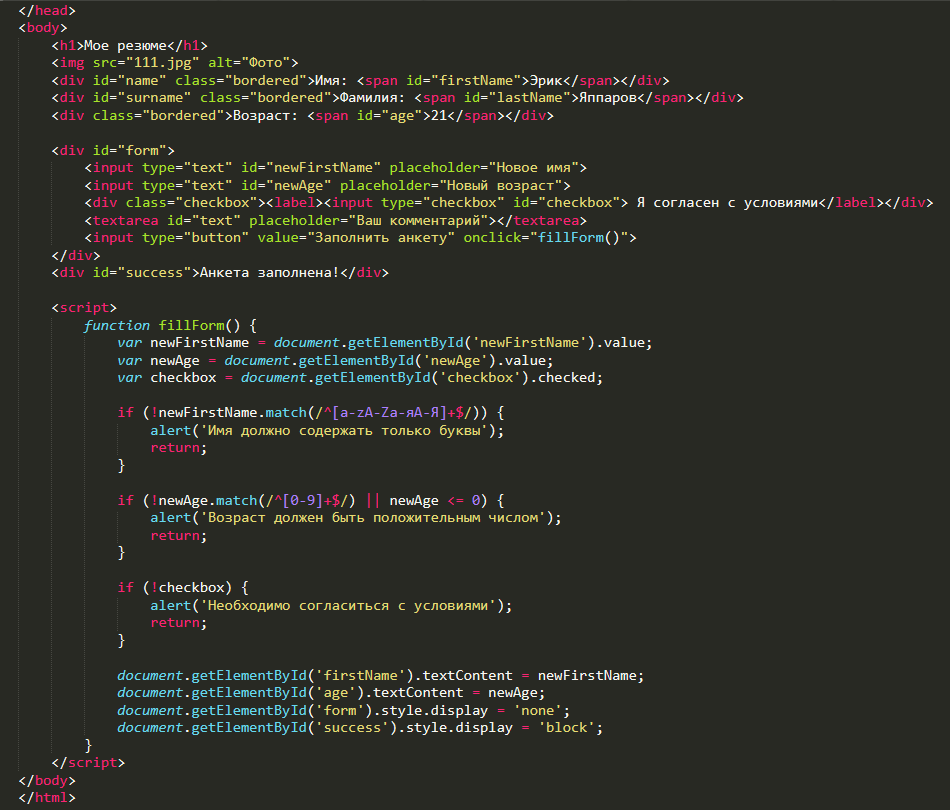 </head>
<body>
    <h1>Мое резюме</h1>
    <img src="111.jpg" alt="Фото">
    <div id="name" class="bordered">Имя: <span id="firstName">Эрик</span></div>
    <div id="surname" class="bordered">Фамилия: <span id="lastName">Яппаров</span></div>
    <div class="bordered">Возраст: <span id="age">21</span></div>

    <div id="form">
        <input type="text" id="newFirstName" placeholder="Новое имя">
        <input type="text" id="newAge" placeholder="Новый возраст">
        <div class="checkbox"><label><input type="checkbox" id="checkbox"> Я согласен с условиями</label></div>
        <textarea id="text" placeholder="Ваш комментарий"></textarea>
        <input type="button" value="Заполнить анкету" onclick="fillForm()">
    </div>
    <div id="success">Анкета заполнена!</div>

    <script>
        function fillForm() {
            var newFirstName = document.getElementById('newFirstName').value;
            var newAge = document.getElementById('newAge').value;
            var checkbox = document.getElementById('checkbox').checked;

            if (!newFirstName.match(/^[a-zA-Zа-яА-Я]+$/)) {
                alert('Имя должно содержать только буквы');
                return;
            }

            if (!newAge.match(/^[0-9]+$/) || newAge <= 0) {
                alert('Возраст должен быть положительным числом');
                return;
            }

            if (!checkbox) {
                alert('Необходимо согласиться с условиями');
                return;
            }

            document.getElementById('firstName').textContent = newFirstName;
            document.getElementById('age').textContent = newAge;
            document.getElementById('form').style.display = 'none';
            document.getElementById('success').style.display = 'block';
        }
    </script>
</body>
</html>